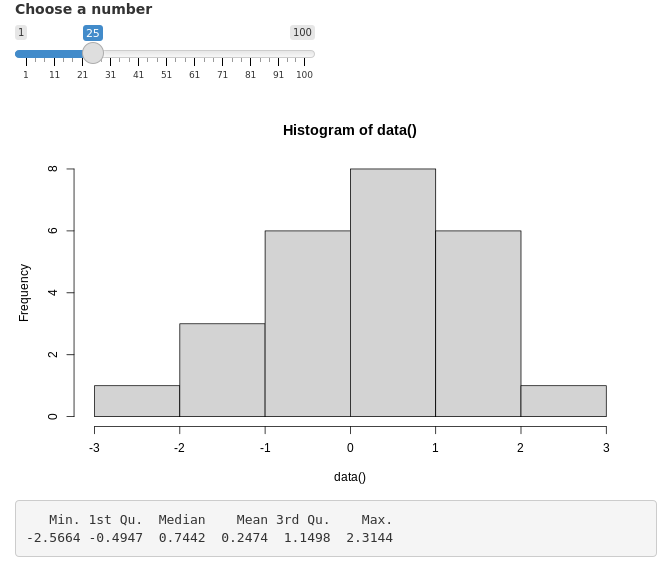 Choose a number
1 25 100
1 11 21 31 41 51 61 71 81 91 100
Histogram of data()
Frequency
8
6
4
2
0
-3 -2 -1 0 1 2 3
data()
Min. 1st Qu. Median Mean 3rd Qu. Max.
-2.5664 -0.4947 0.7442 0.2474 1.1498 2.3144